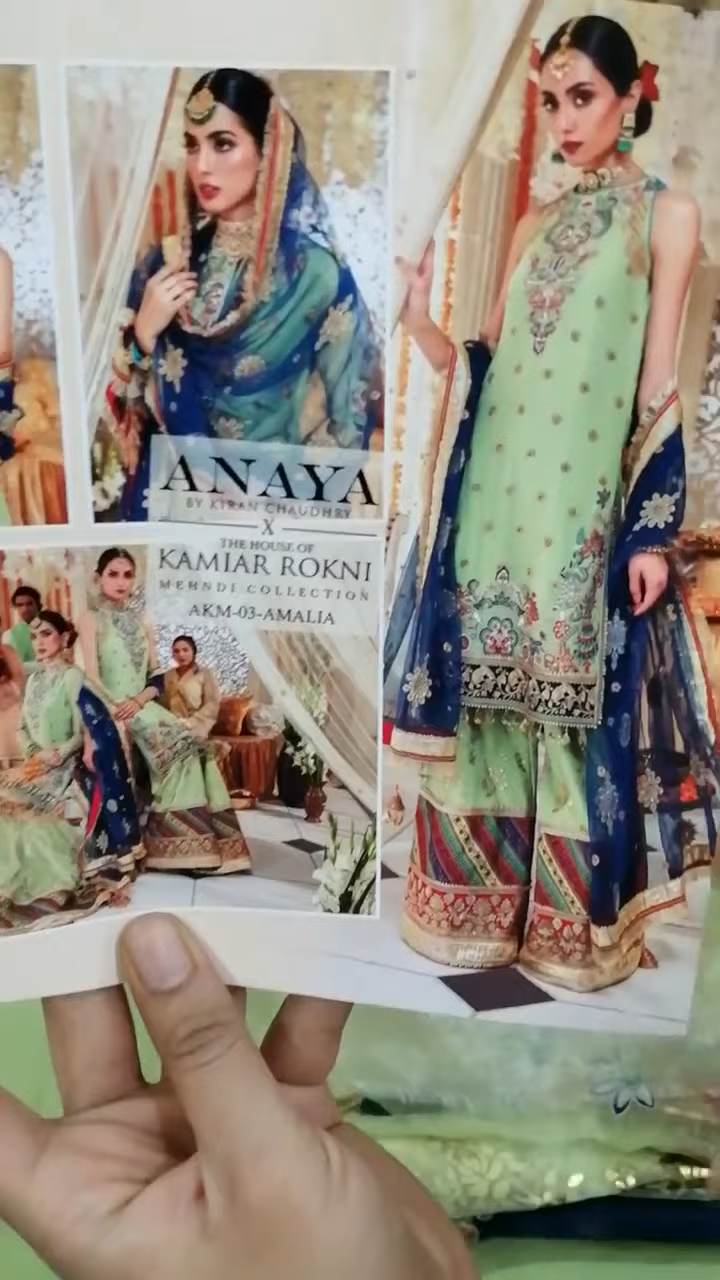 ANAYA
BY KIRAN CHAUDHRY
X
THE HOUSE OF
KAMIAR ROKNI
MEHNDI COLLECTION
AKM-03-AMALIA